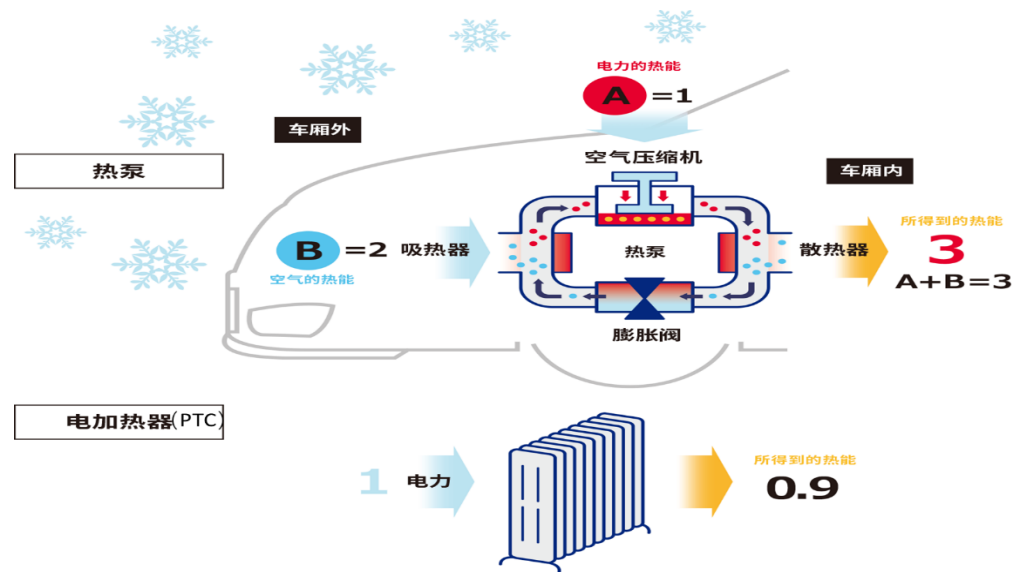 电力的热能
A =1
车厢外
空气压缩机
热泵
车厢内
所得到的热能
B =2 吸热器
热泵
散热器
3
空气的热能
A+B=3
膨胀阀
电加热器(PTC)
所得到的热能
1 电力
0.9